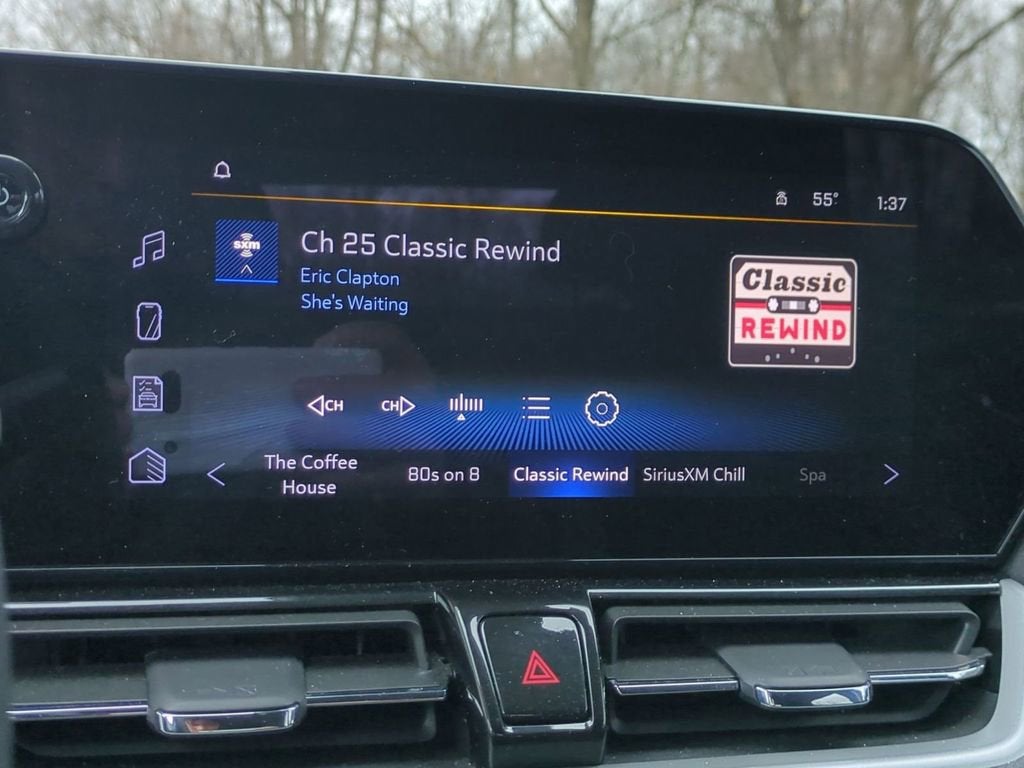 55°
1:37
sxm
Ch 25 Classic Rewind
Eric Clapton
She's Waiting
Classic
REWIND
CH
CH
The Coffee
House
80s on 8
Classic Rewind
SiriusXM Chill
Spa